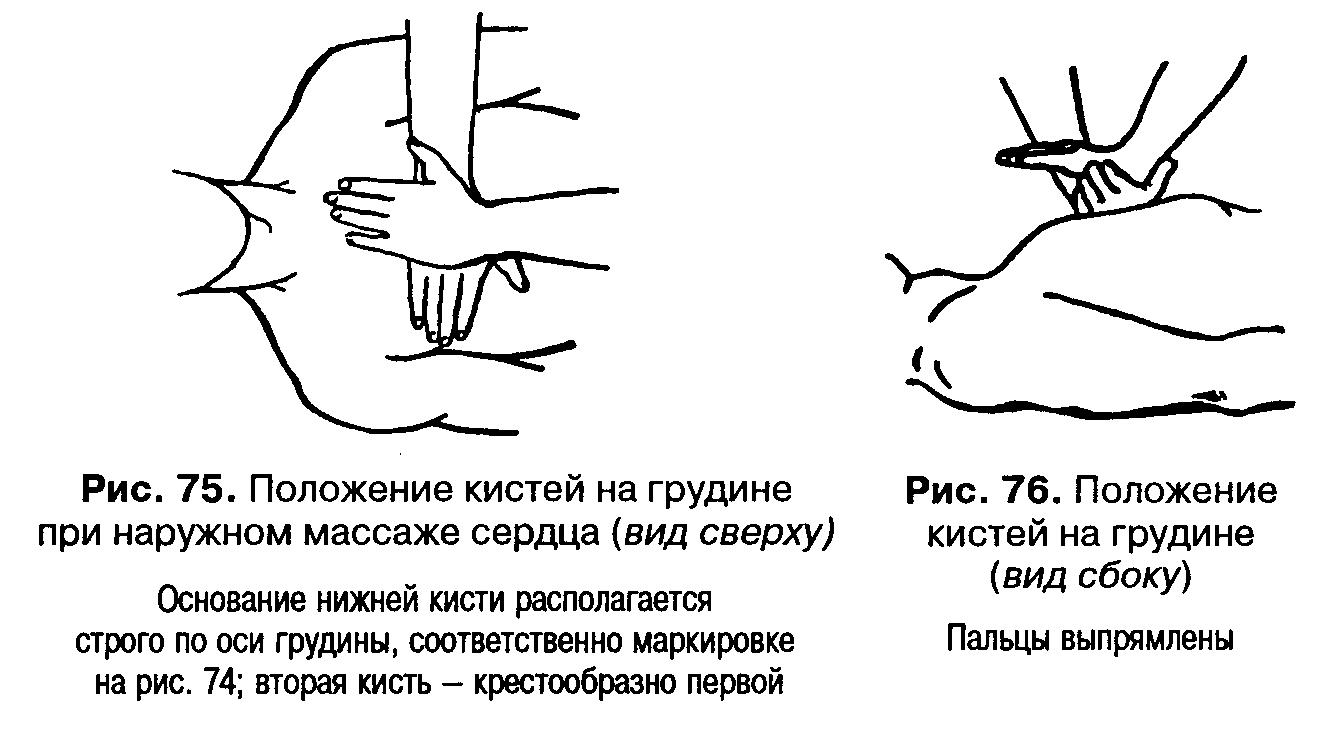 Рис. 75. Положение кистей на грудине
при наружном массаже сердца (вид сверху)
Основание нижней кисти располагается
строго по оси грудины, соответственно маркировке
на рис. 74; вторая кисть – крестообразно первой
Рис. 76. Положение
кистей на грудине
(вид сбоку)
Пальцы выпрямлены